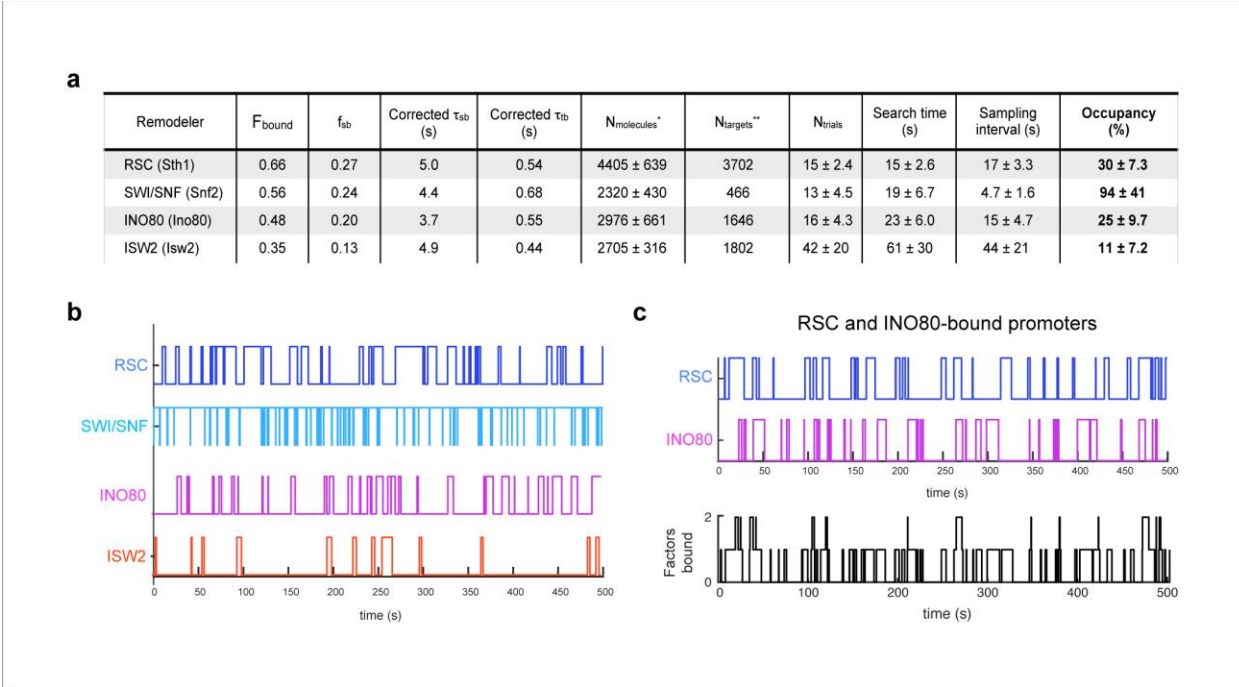 a
Remodeler F_bound f_sb Corrected τ_sb (s) Corrected τ_tb (s) N_molecules* N_targets** N_trials Search time (s) Sampling interval (s) Occupancy (%)
RSC (Sth1) 0.66 0.27 5.0 0.54 4405 ± 639 3702 15 ± 2.4 15 ± 2.6 17 ± 3.3 30 ± 7.3
SWI/SNF (Snf2) 0.56 0.24 4.4 0.68 2320 ± 430 466 13 ± 4.5 19 ± 6.7 4.7 ± 1.6 94 ± 41
INO80 (Ino80) 0.48 0.20 3.7 0.55 2976 ± 661 1646 16 ± 4.3 23 ± 6.0 15 ± 4.7 25 ± 9.7
ISW2 (Isw2) 0.35 0.13 4.9 0.44 2705 ± 316 1802 42 ± 20 61 ± 30 44 ± 21 11 ± 7.2
b
RSC
SWI/SNF
INO80
ISW2
0 50 100 150 200 250 300 350 400 450 500
time (s)
c
RSC and INO80-bound promoters
RSC
INO80
0 50 100 150 200 250 300 350 400 450 500
time (s)
Factors bound
2
0
0 100 200 300 400 500
time (s)